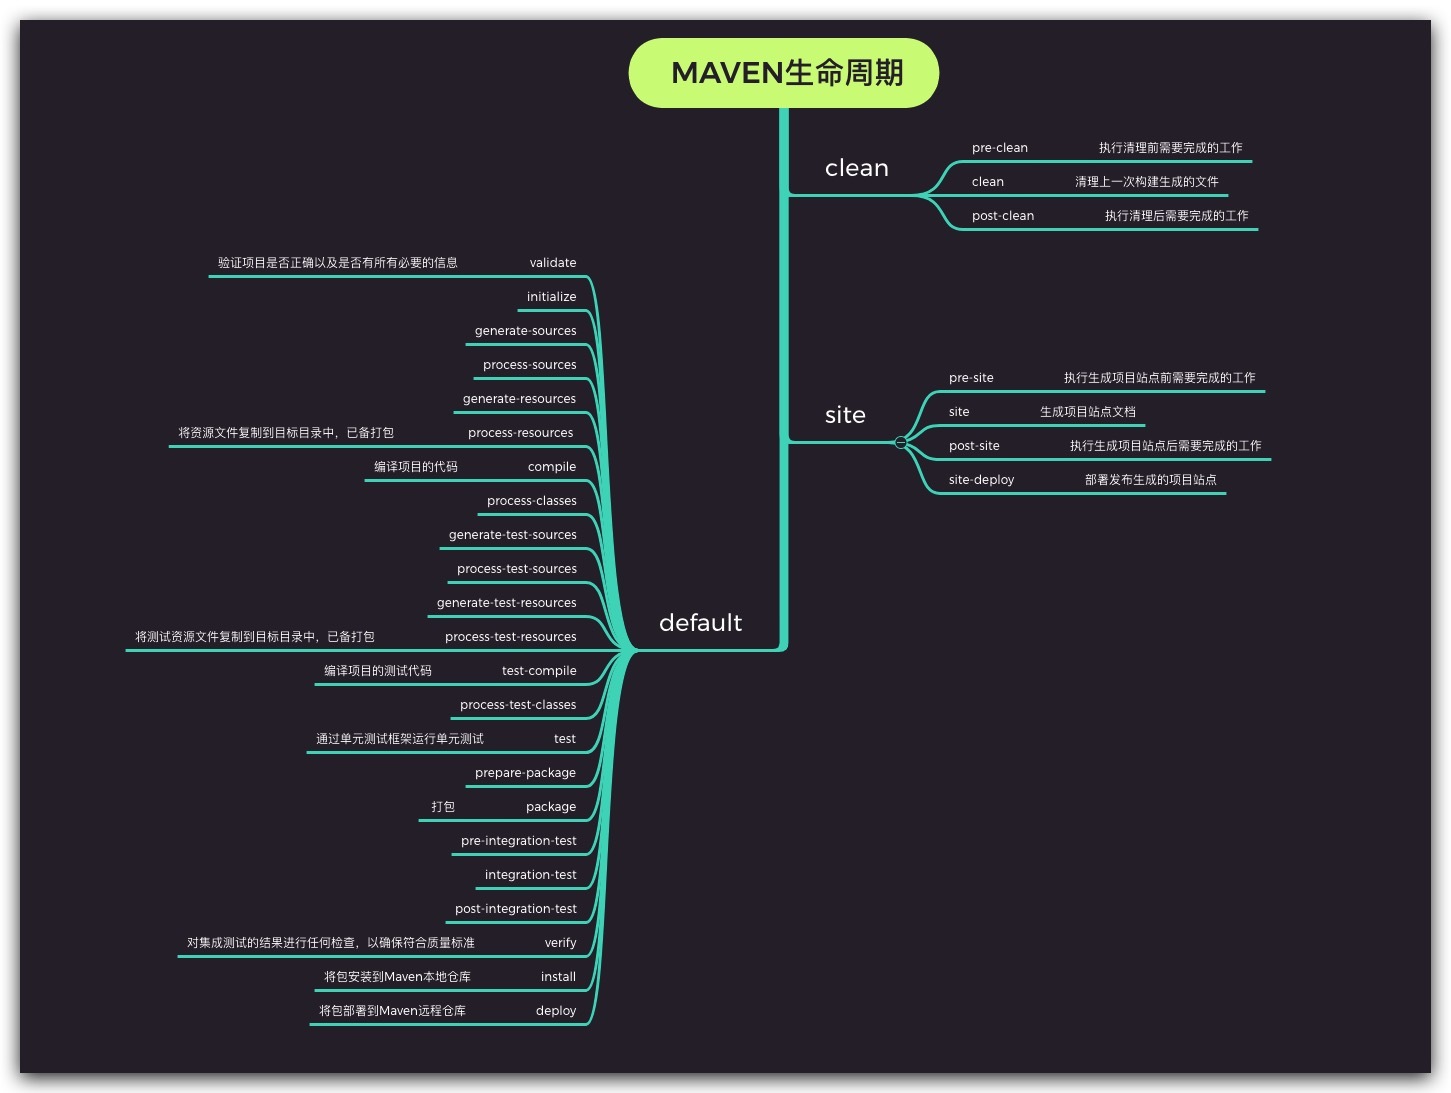 MAVEN生命周期
clean
pre-clean 执行清理前需要完成的工作
clean 清理上一次构建生成的文件
post-clean 执行清理后需要完成的工作
site
pre-site 执行生成项目站点前需要完成的工作
site 生成项目站点文档
post-site 执行生成项目站点后需要完成的工作
site-deploy 部署发布生成的项目站点
default
验证项目是否正确以及是否有所有必要的信息 validate
initialize
generate-sources
process-sources
generate-resources
将资源文件复制到目标目录中，已备打包 process-resources
编译项目的代码 compile
process-classes
generate-test-sources
process-test-sources
generate-test-resources
将测试资源文件复制到目标目录中，已备打包 process-test-resources
编译项目的测试代码 test-compile
process-test-classes
通过单元测试框架运行单元测试 test
prepare-package
打包 package
pre-integration-test
integration-test
post-integration-test
对集成测试的结果进行任何检查，以确保符合质量标准 verify
将包安装到Maven本地仓库 install
将包部署到Maven远程仓库 deploy